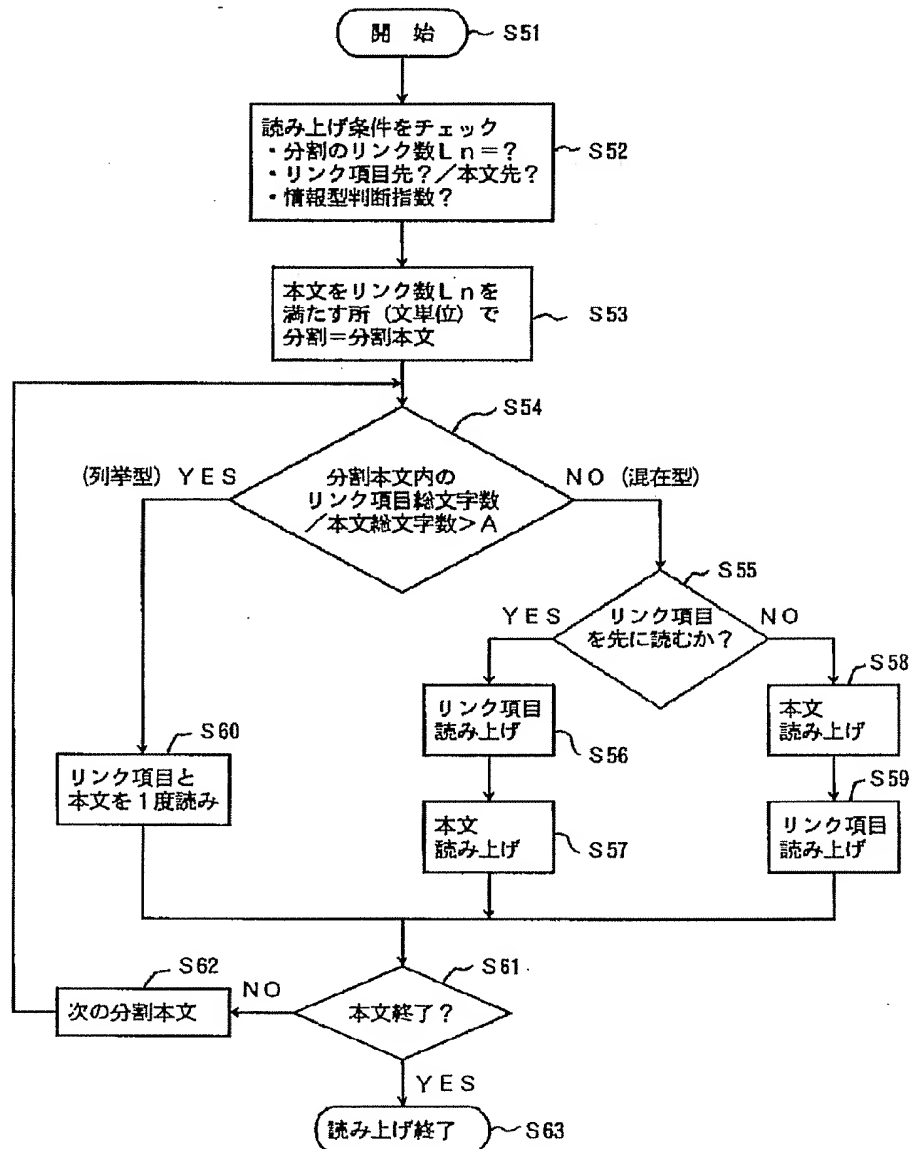 開 始
S51
読み上げ条件をチェック
・分割のリンク数Ln=?
・リンク項目先?/本文先?
・情報型判断指数?
S52
本文をリンク数Lnを
満たす所(文単位)で
分割=分割本文
S53
S54
(列挙型) YES
分割本文内の
リンク項目総文字数
/本文総文字数>A
NO (混在型)
S55
YES
リンク項目
を先に読むか?
NO
S58
リンク項目
読み上げ
S56
本文
読み上げ
S60
リンク項目と
本文を1度読み
S59
本文
読み上げ
S57
リンク項目
読み上げ
S62
次の分割本文
NO
S61
本文終了?
YES
読み上げ終了
S63